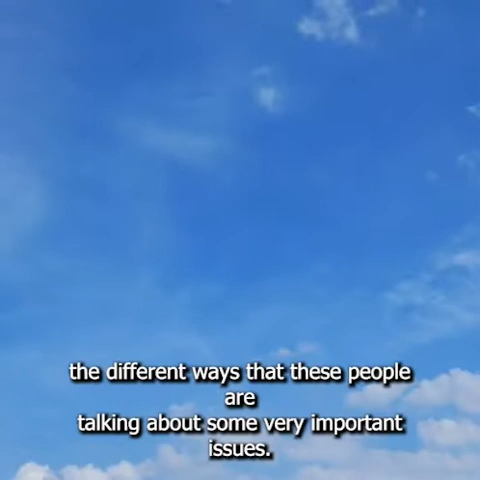 the different ways that these people
are
talking about some very important
issues.